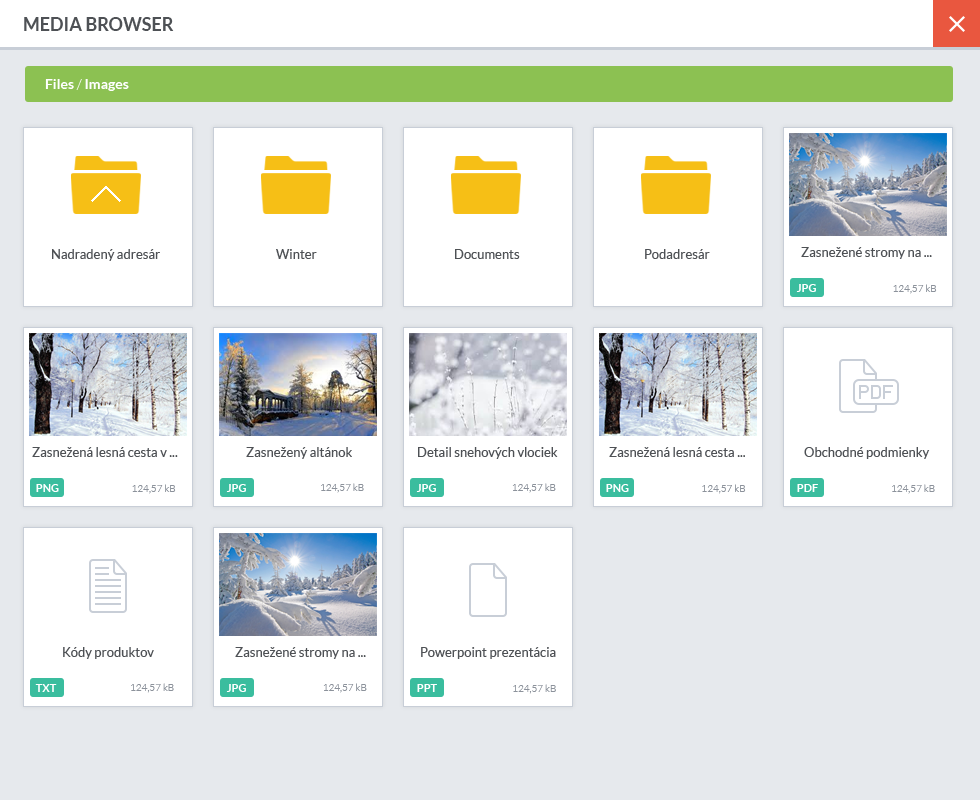 MEDIA BROWSER
Files / Images
Nadradený adresár
Winter
Documents
Podadresár
Zasnežené stromy na ...
JPG 124,57 kB
Zasnežená lesná cesta v ...
PNG 124,57 kB
Zasnežený altánok
JPG 124,57 kB
Detail snehových vlociek
JPG 124,57 kB
Zasnežená lesná cesta ...
PNG 124,57 kB
PDF
Obchodné podmienky
PDF 124,57 kB
Kódy produktov
TXT 124,57 kB
Zasnežené stromy na ...
JPG 124,57 kB
Powerpoint prezentácia
PPT 124,57 kB